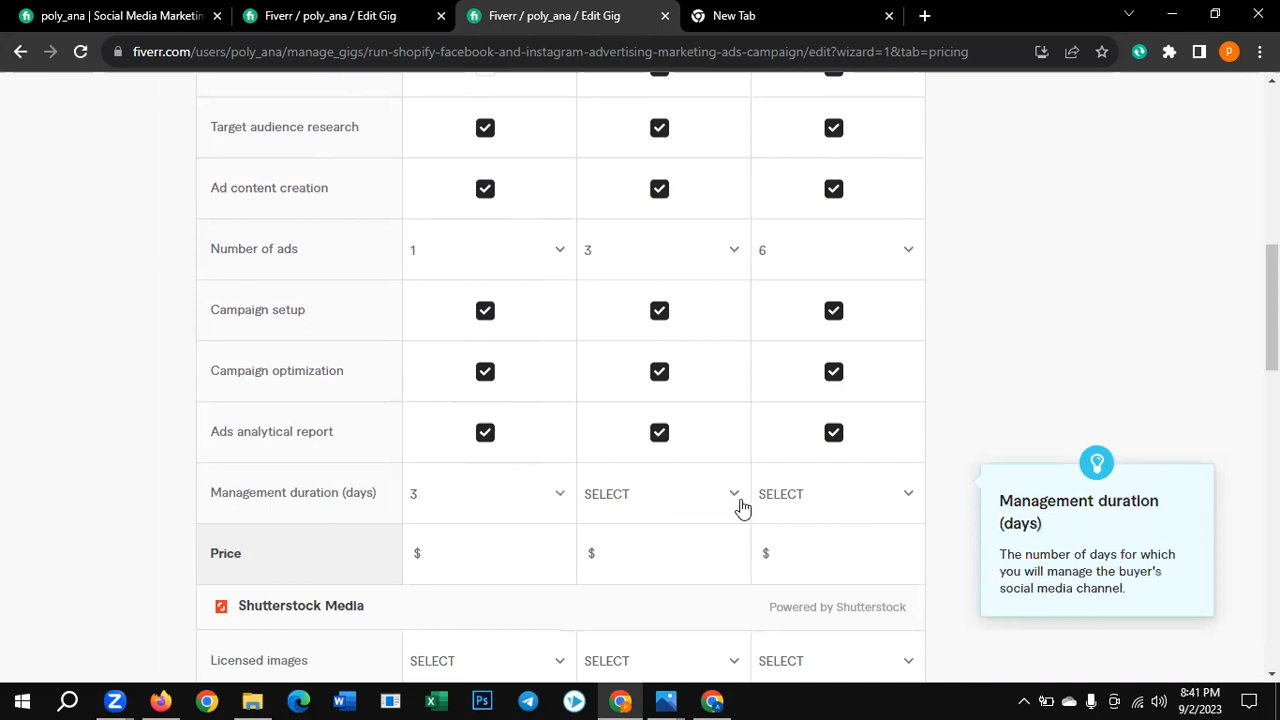 poly_ana | Social Media Marketin
Fiverr / poly_ana / Edit Gig
Fiverr / poly_ana / Edit Gig
New Tab
fiverr.com/users/poly_ana/manage_gigs/run-shopify-facebook-and-instagram-advertising-marketing-ads-campaign/edit?wizard=1&tab=pricing
P
Target audience research
Ad content creation
Number of ads 1 3 6
Campaign setup
Campaign optimization
Ads analytical report
Management duration (days) 3 SELECT SELECT
Price $ $ $
Shutterstock Media Powered by Shutterstock
Licensed images SELECT SELECT SELECT
Management duration
(days)
The number of days for which
you will manage the buyer's
social media channel.
8:41 PM
9/2/2023